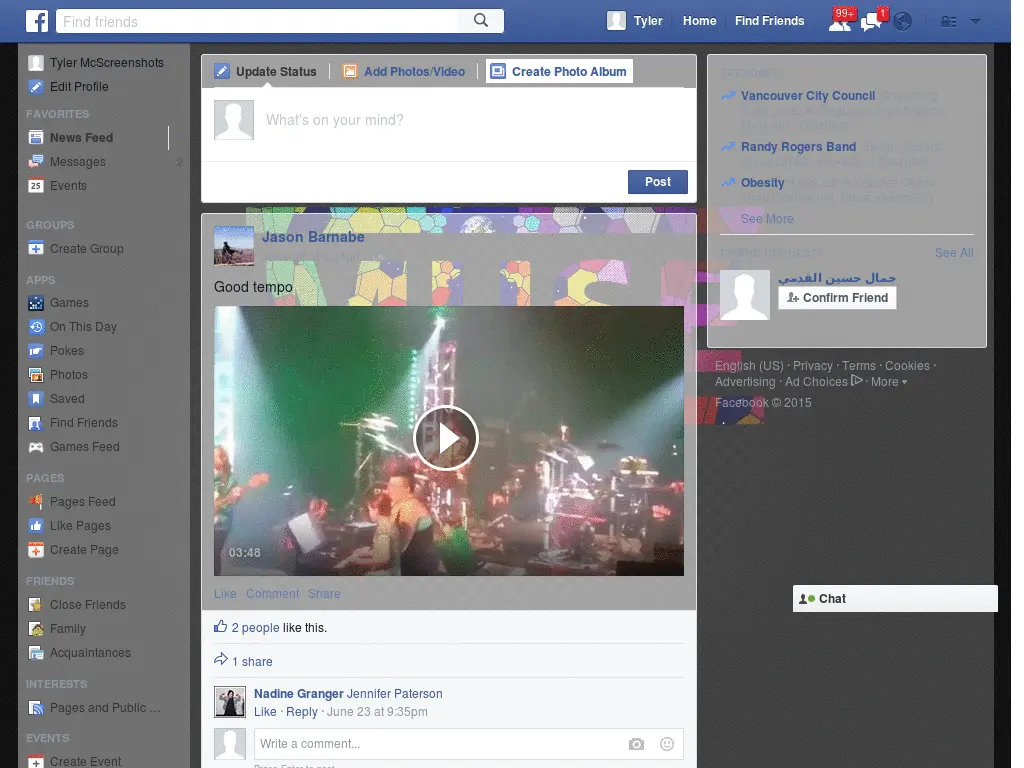 Find friends
Tyler
Home
Find Friends
99+
1
Tyler McScreenshots
Edit Profile
FAVORITES
News Feed
Messages 2
25 Events
GROUPS
Create Group
APPS
Games
On This Day
Pokes
Photos
Saved
Find Friends
Games Feed
PAGES
Pages Feed
Like Pages
Create Page
FRIENDS
Close Friends
Family
Acquaintances
INTERESTS
Pages and Public ...
EVENTS
Create Event
Update Status
Add Photos/Video
Create Photo Album
What's on your mind?
Post
Jason Barnabe
Good tempo
03:48
Like Comment Share
2 people like this.
1 share
Nadine Granger Jennifer Paterson
Like · Reply · June 23 at 9:35pm
Write a comment...
Press Enter to post.
TRENDING
Vancouver City Council
Randy Rogers Band
Obesity
See More
FRIEND REQUESTS
See All
جمال حسين القدمي
Confirm Friend
English (US) · Privacy · Terms · Cookies ·
Advertising · Ad Choices · More
Facebook © 2015
Chat